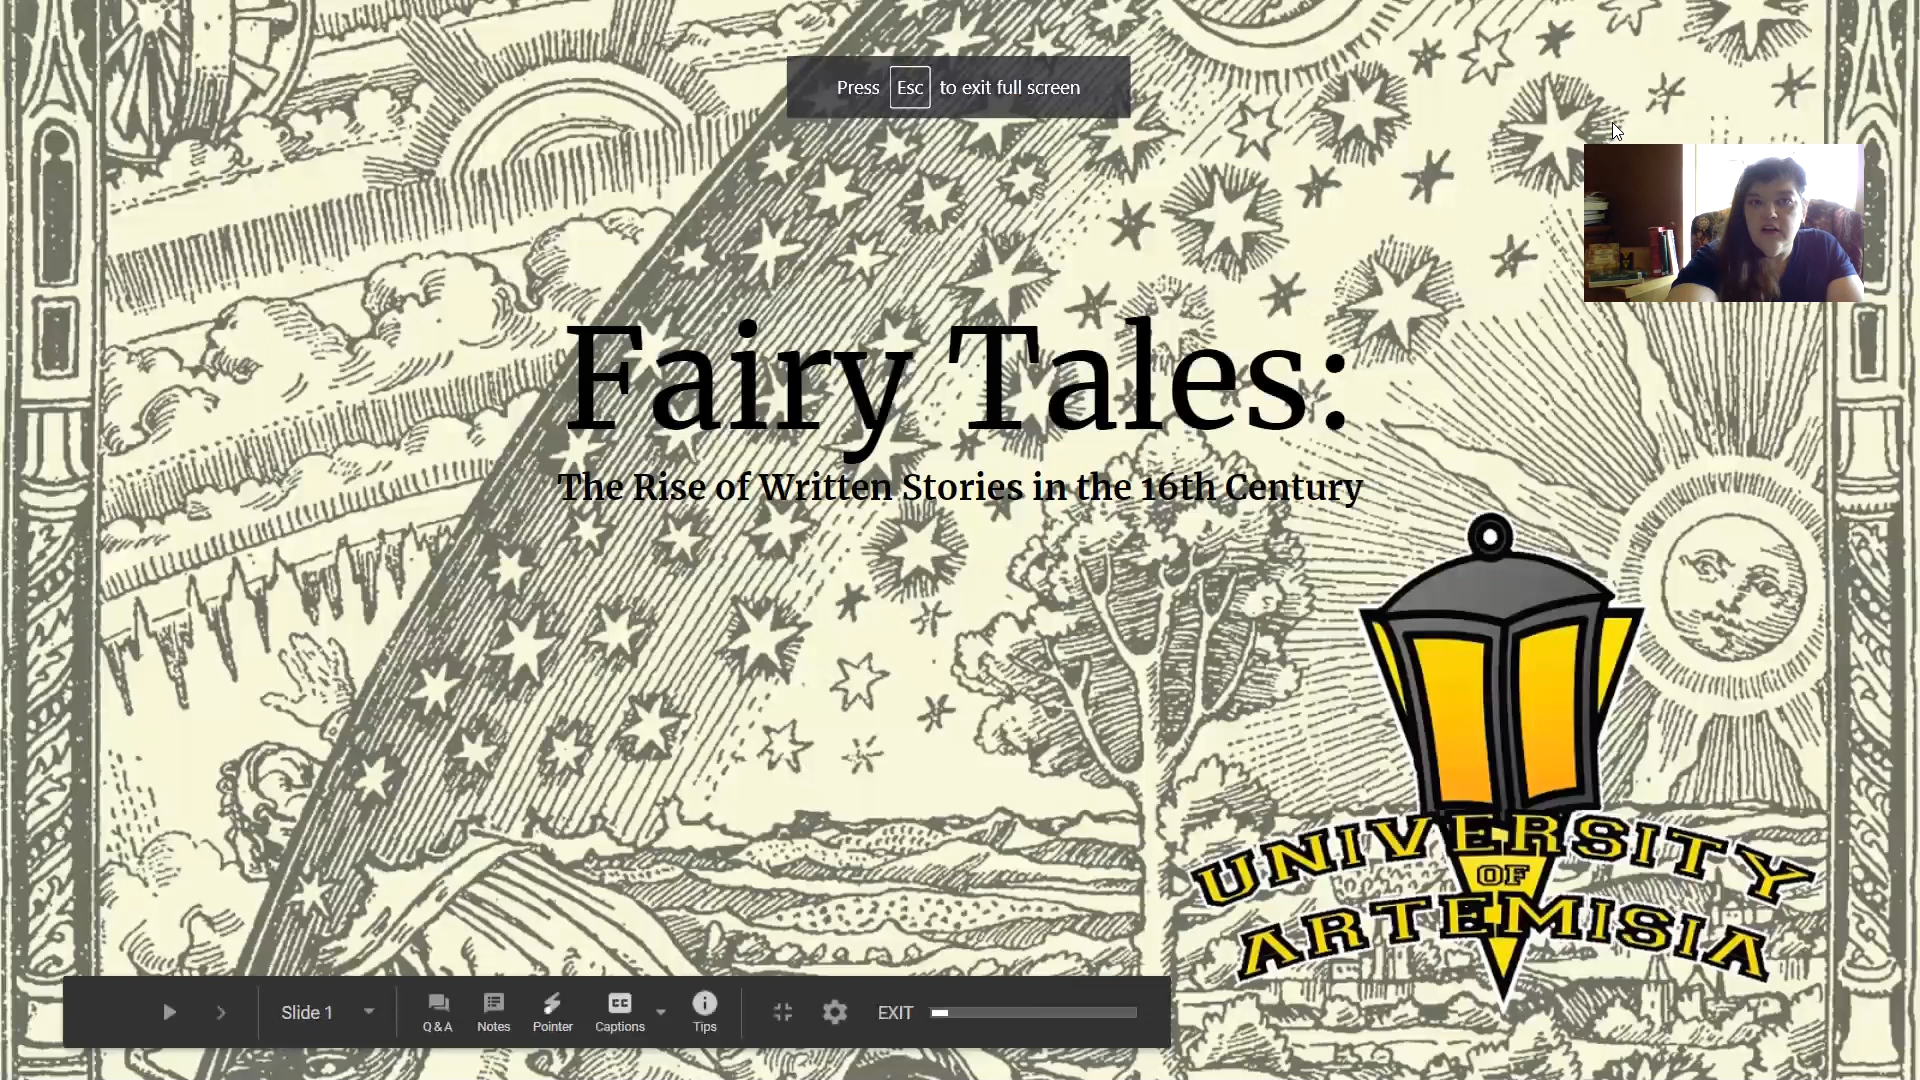 Press Esc to exit full screen
Fairy Tales:
The Rise of Written Stories in the 16th Century
UNIVERSITY
OF
ARTEMISIA
Slide 1
Q & A
Notes
Pointer
CC
Captions
Tips
EXIT